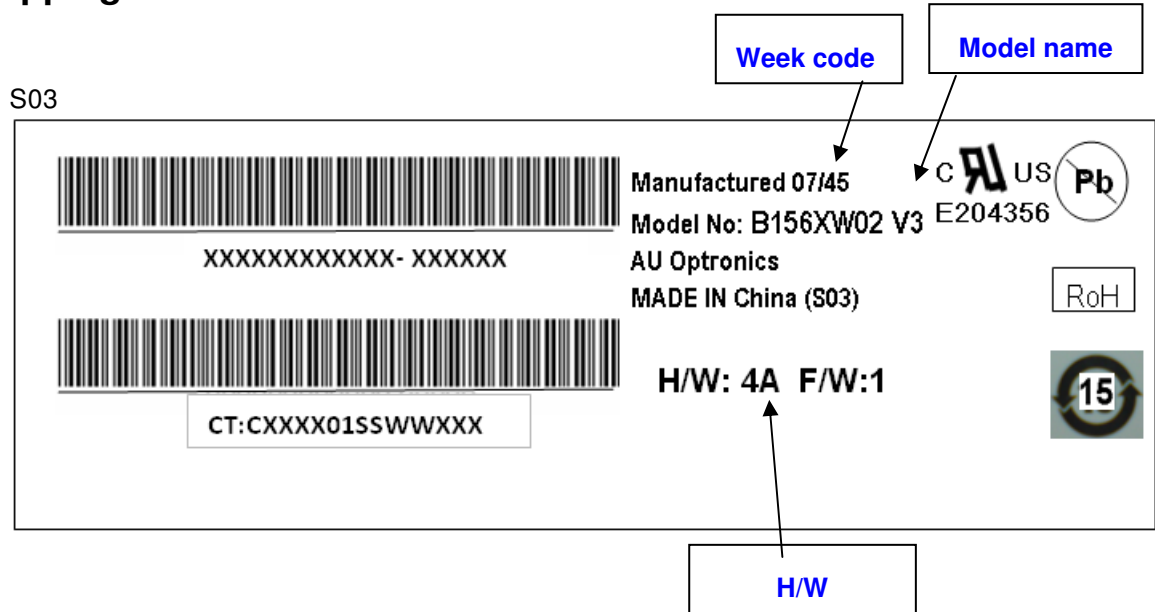 Week code
Model name
S03
Manufactured 07/45
Model No: B156XW02 V3
AU Optronics
MADE IN China (S03)
C RU US
E204356
Pb
RoH
XXXXXXXXXXXX- XXXXXX
CT:CXXXX01SSWWXXX
H/W: 4A F/W:1
15
H/W